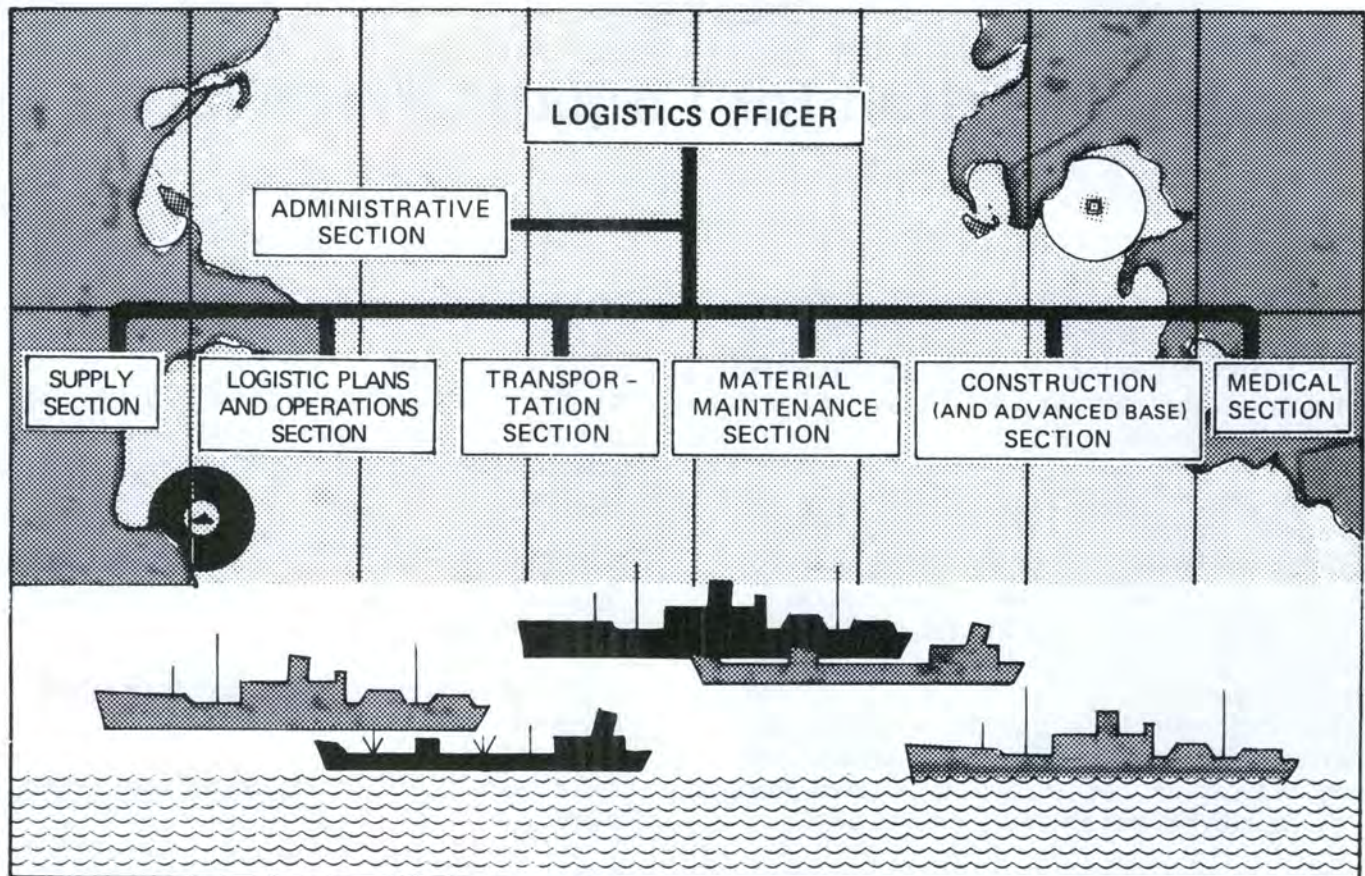 LOGISTICS OFFICER
ADMINISTRATIVE
SECTION
SUPPLY
SECTION
LOGISTIC PLANS
AND OPERATIONS
SECTION
TRANSPOR -
TATION
SECTION
MATERIAL
MAINTENANCE
SECTION
CONSTRUCTION
(AND ADVANCED BASE)
SECTION
MEDICAL
SECTION